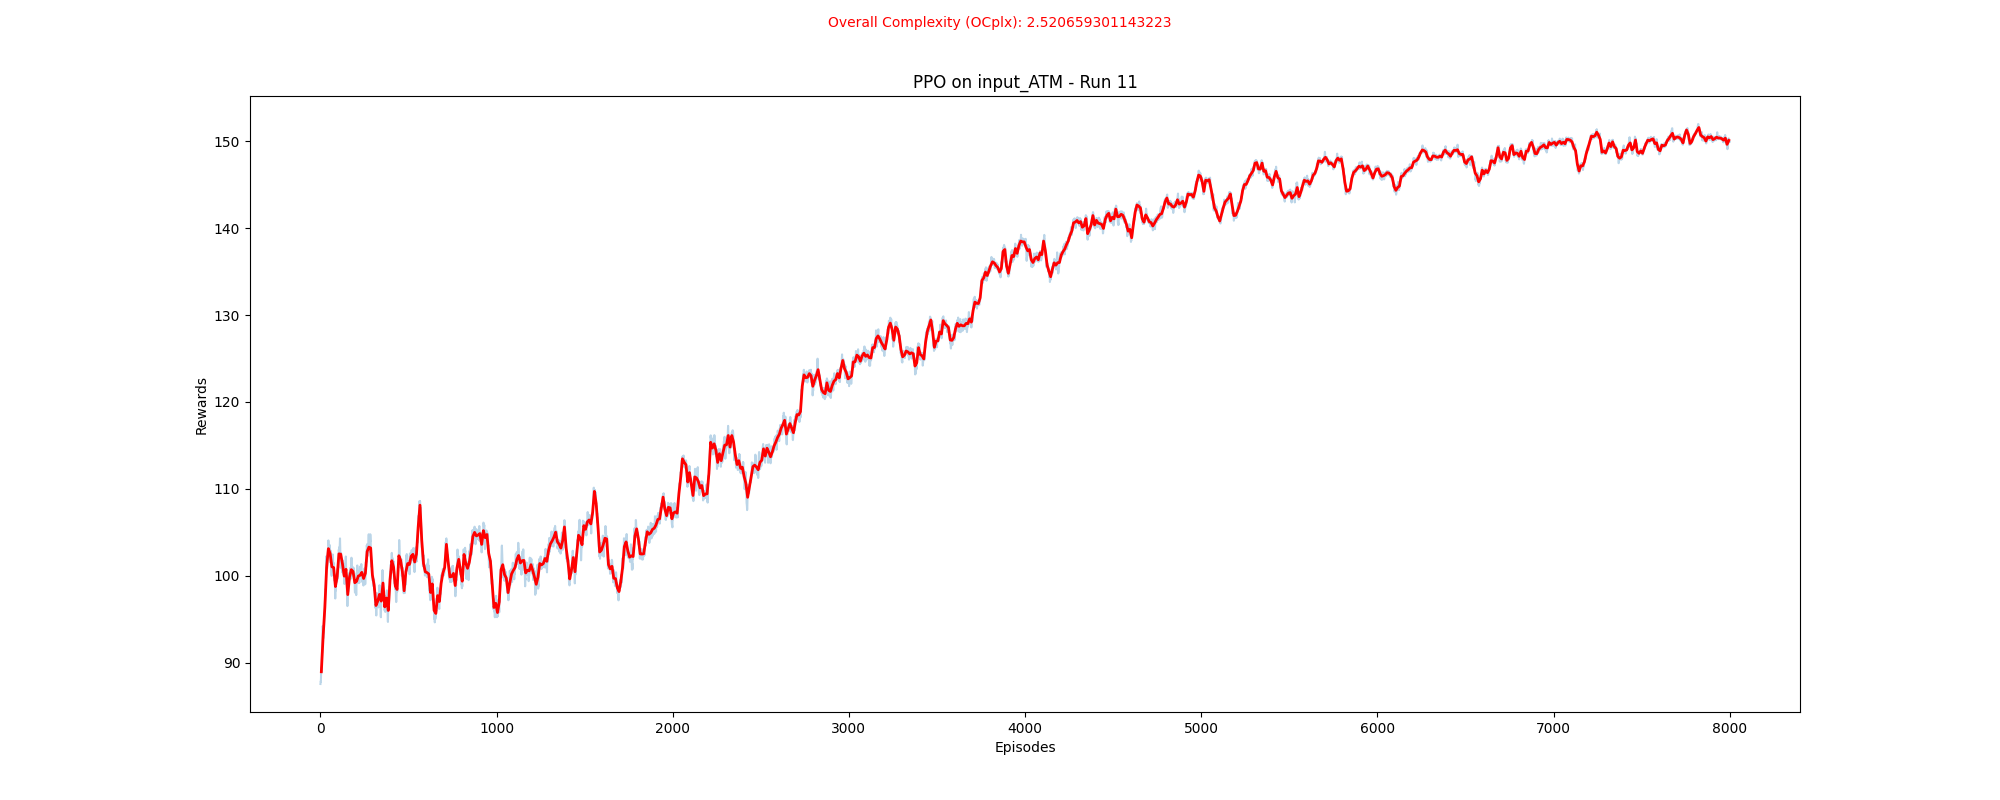 Overall Complexity (OCplx): 2.520659301143223
PPO on input_ATM - Run 11
150
140
130
120
110
100
90
Rewards
0 1000 2000 3000 4000 5000 6000 7000 8000
Episodes